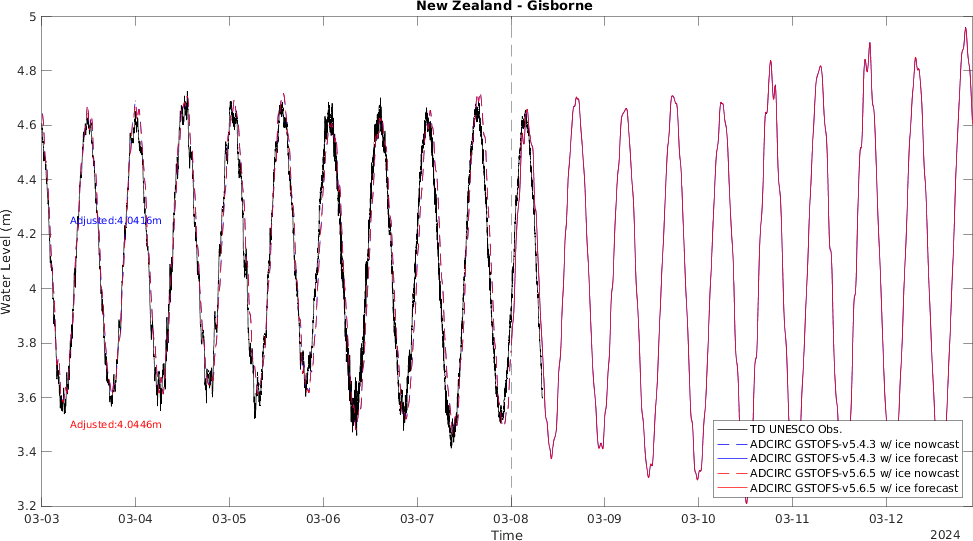 New Zealand - Gisborne
5
4.8
4.6
4.4
4.2
4
3.8
3.6
3.4
3.2
Water Level (m)
Adjusted:4.0416m
Adjusted:4.0446m
TD UNESCO Obs.
ADCIRC GSTOFS-v5.4.3 w/ ice nowcast
ADCIRC GSTOFS-v5.4.3 w/ ice forecast
ADCIRC GSTOFS-v5.6.5 w/ ice nowcast
ADCIRC GSTOFS-v5.6.5 w/ ice forecast
03-03 03-04 03-05 03-06 03-07 03-08 03-09 03-10 03-11 03-12
Time
2024